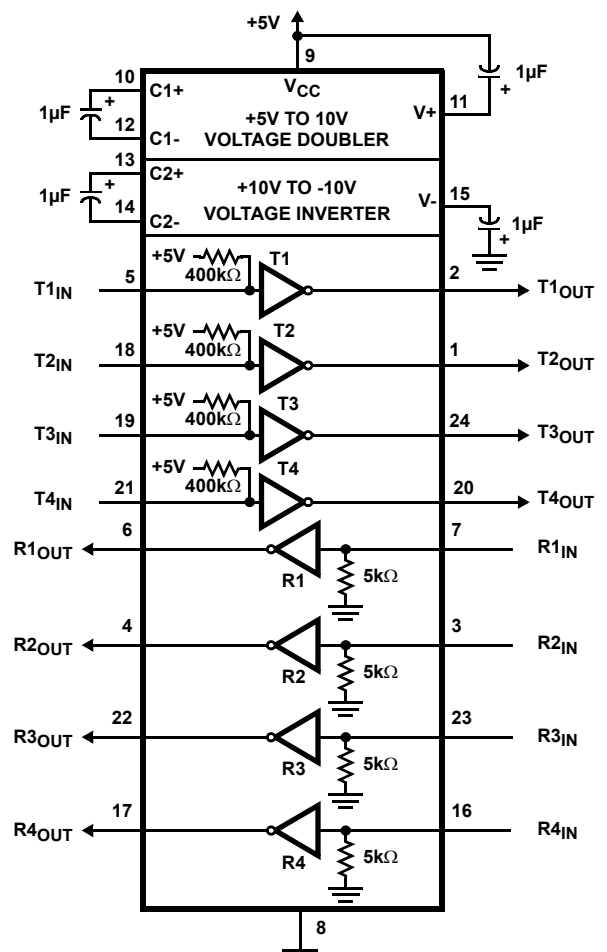 +5V
9
10
C1+
VCC
1µF
+
1µF
+
11
V+
+5V TO 10V
VOLTAGE DOUBLER
12
C1-
13
C2+
1µF
+
+10V TO -10V
VOLTAGE INVERTER
14
C2-
15
V-
1µF
+
+5V
400kΩ
T1
T1IN
5
2
T1OUT
+5V
400kΩ
T2
T2IN
18
1
T2OUT
+5V
400kΩ
T3
T3IN
19
24
T3OUT
+5V
400kΩ
T4
T4IN
21
20
T4OUT
R1OUT
6
7
R1IN
R1
5kΩ
R2OUT
4
3
R2IN
R2
5kΩ
R3OUT
22
23
R3IN
R3
5kΩ
R4OUT
17
16
R4IN
R4
5kΩ
8